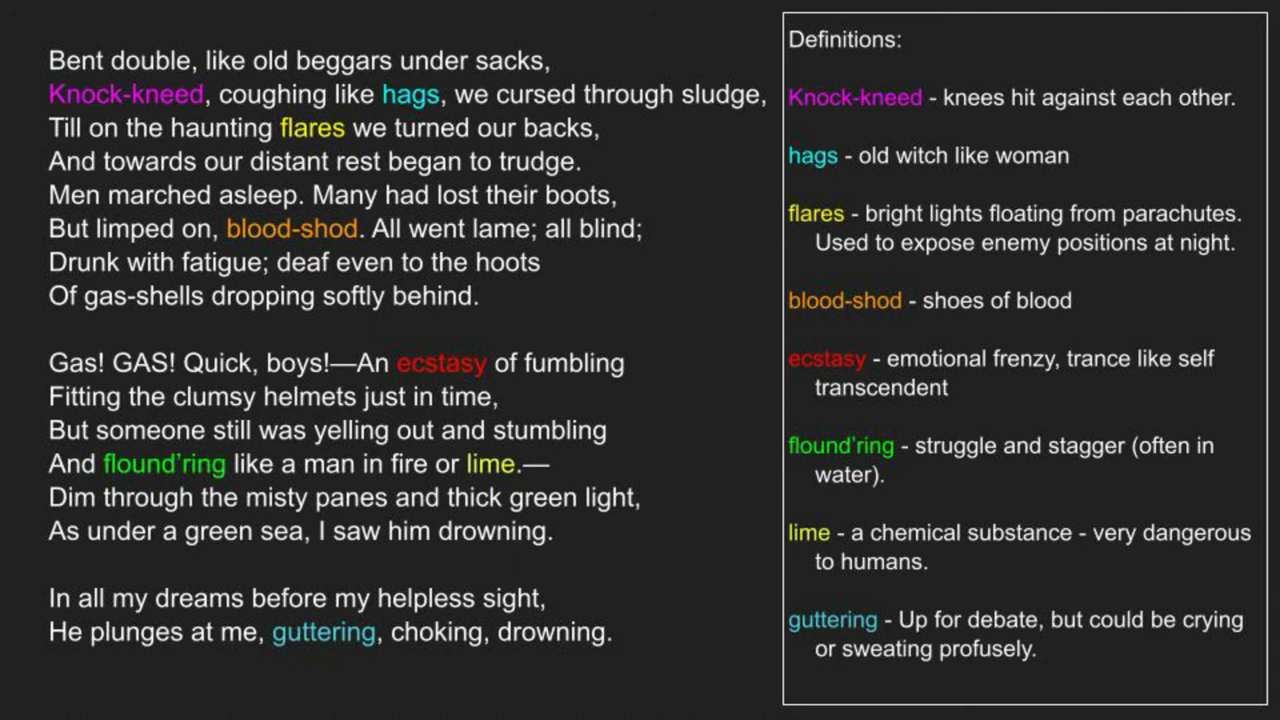 Bent double, like old beggars under sacks,
Knock-kneed, coughing like hags, we cursed through sludge,
Till on the haunting flares we turned our backs,
And towards our distant rest began to trudge.
Men marched asleep. Many had lost their boots,
But limped on, blood-shod. All went lame; all blind;
Drunk with fatigue; deaf even to the hoots
Of gas-shells dropping softly behind.
Gas! GAS! Quick, boys!—An ecstasy of fumbling
Fitting the clumsy helmets just in time,
But someone still was yelling out and stumbling
And flound’ring like a man in fire or lime.—
Dim through the misty panes and thick green light,
As under a green sea, I saw him drowning.
In all my dreams before my helpless sight,
He plunges at me, guttering, choking, drowning.
Definitions:
Knock-kneed - knees hit against each other.
hags - old witch like woman
flares - bright lights floating from parachutes.
Used to expose enemy positions at night.
blood-shod - shoes of blood
ecstasy - emotional frenzy, trance like self
transcendent
flound’ring - struggle and stagger (often in
water).
lime - a chemical substance - very dangerous
to humans.
guttering - Up for debate, but could be crying
or sweating profusely.